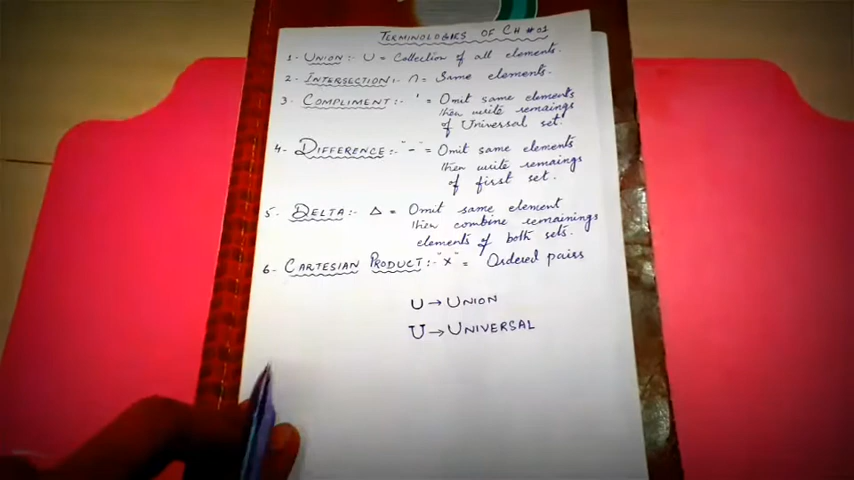 TERMINOLOGIES OF CH # 01
1 - UNION :- U = Collection of all elements.
2 - INTERSECTION :- ∩ = Same elements.
3 - COMPLIMENT :- ' = Omit same elements
then write remainings
of Universal set.
4 - DIFFERENCE :- "-" = Omit same elements
then write remainings
of first set.
5 - DELTA :- △ = Omit same element
then combine remainings
elements of both sets.
6 - CARTESIAN PRODUCT :- "x" = Ordered pairs
U → UNION
U → UNIVERSAL